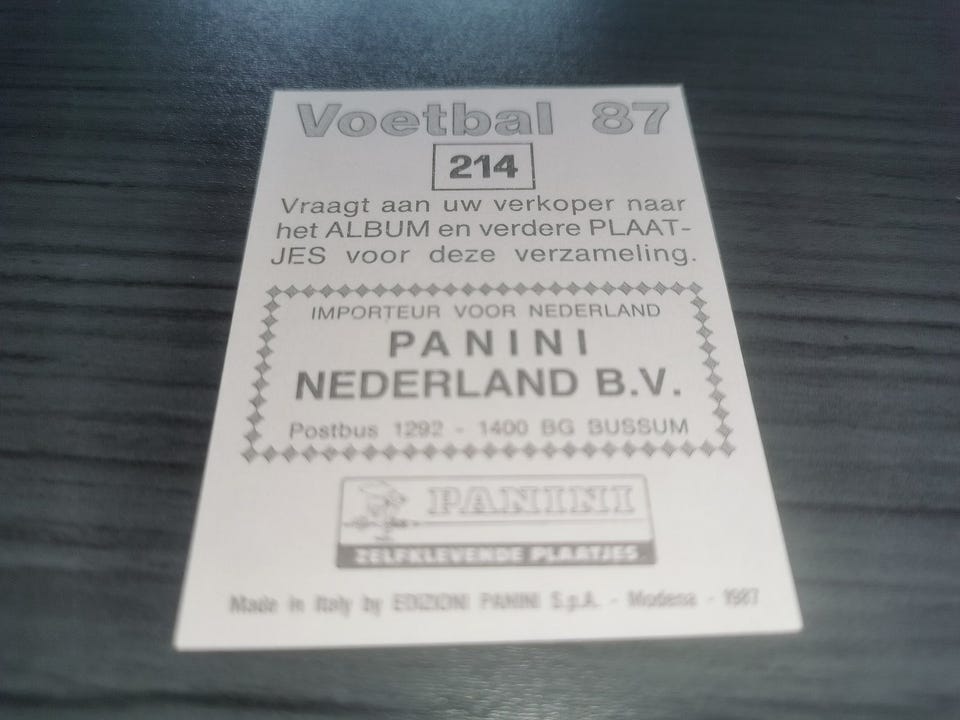 Voetbal 87
214
Vraagt aan uw verkoper naar
het ALBUM en verdere PLAAT-
JES voor deze verzameling.
IMPORTEUR VOOR NEDERLAND
PANINI
NEDERLAND B.V.
Postbus 1292 - 1400 BG BUSSUM
PANINI
ZELFKLEVENDE PLAATJES
Made in Italy by EDIZIONI PANINI S.p.A. - Modena - 1987